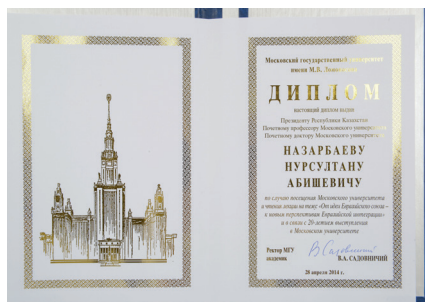 Московский государственный университет
имени М.В. Ломоносова
ДИПЛОМ
настоящий диплом выдан
Президенту Республики Казахстан
Почетному профессору Московского университета
Почетному доктору Московского университета
НАЗАРБАЕВУ
НУРСУЛТАНУ
АБИШЕВИЧУ
по случаю посещения Московского университета
и чтения лекции на тему «От идеи Евразийского союза –
к новым перспективам Евразийской интеграции»
и в связи с 20-летием выступления
в Московском университете
Ректор МГУ
академик
В.А. САДОВНИЧИЙ
28 апреля 2014 г.